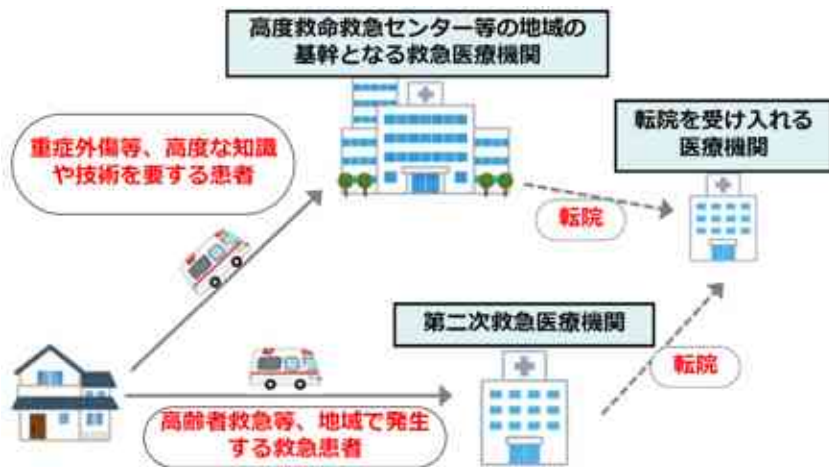 高度救命救急センター等の地域の
基幹となる救急医療機関
転院を受け入れる
医療機関
重症外傷等、高度な知識
や技術を要する患者
転院
第二次救急医療機関
転院
高齢者救急等、地域で発生
する救急患者